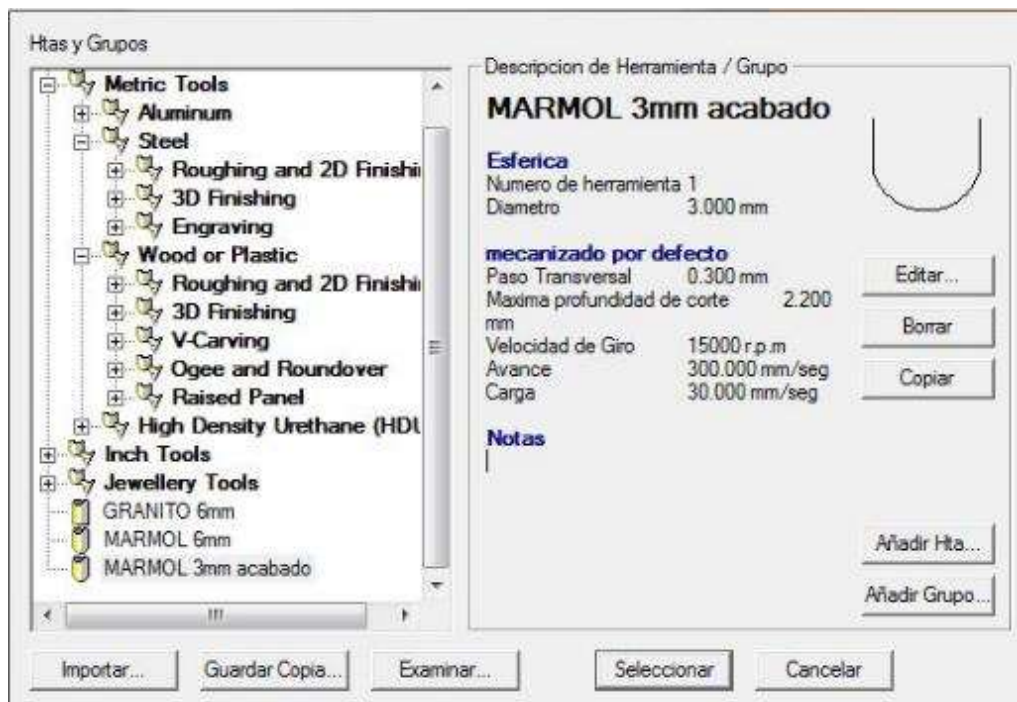 Htas y Grupos
Metric Tools
Aluminum
Steel
Roughing and 2D Finishi
3D Finishing
Engraving
Wood or Plastic
Roughing and 2D Finishi
3D Finishing
V-Carving
Ogee and Roundover
Raised Panel
High Density Urethane (HDU
Inch Tools
Jewellery Tools
GRANITO 6mm
MARMOL 6mm
MARMOL 3mm acabado
Descripcion de Herramienta / Grupo
MARMOL 3mm acabado
Esferica
Numero de herramienta 1
Diametro 3.000 mm
mecanizado por defecto
Paso Transversal 0.300 mm
Maxima profundidad de corte 2.200
mm
Velocidad de Giro 15000 r.p.m
Avance 300.000 mm/seg
Carga 30.000 mm/seg
Notas
Editar...
Borrar
Copiar
Añadir Hta...
Añadir Grupo...
Importar...
Guardar Copia...
Examinar...
Seleccionar
Cancelar